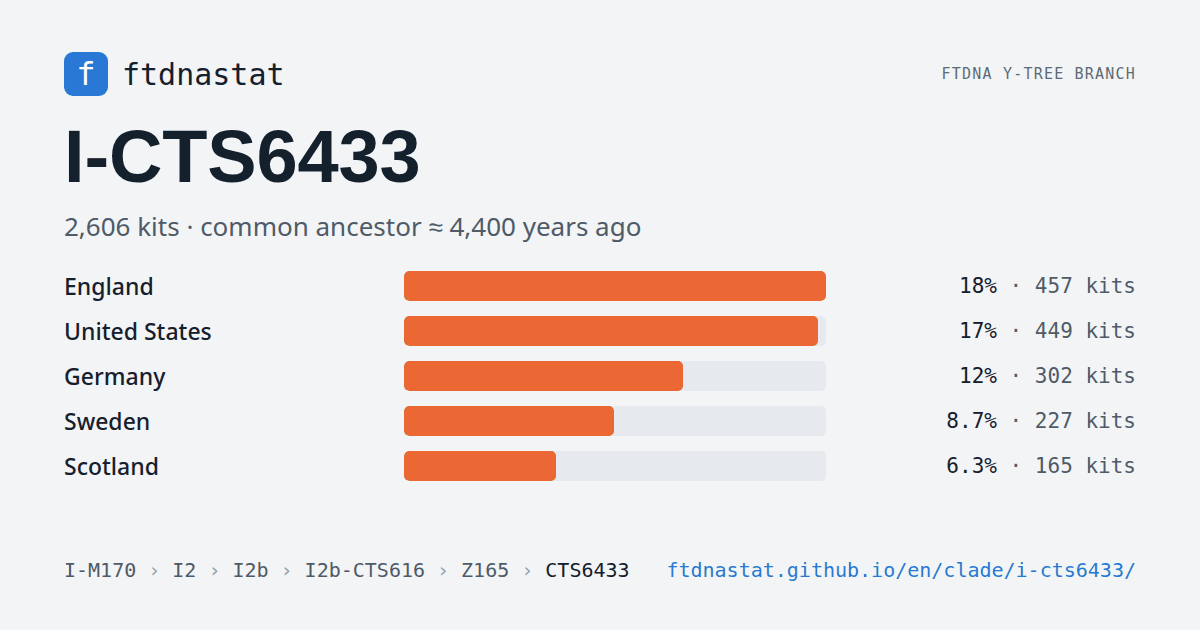 f ftdnastat
FTDNA Y-TREE BRANCH
I-CTS6433
2,606 kits · common ancestor ≈ 4,400 years ago
England 18% · 457 kits
United States 17% · 449 kits
Germany 12% · 302 kits
Sweden 8.7% · 227 kits
Scotland 6.3% · 165 kits
I-M170 › I2 › I2b › I2b-CTS616 › Z165 › CTS6433
ftdnastat.github.io/en/clade/i-cts6433/